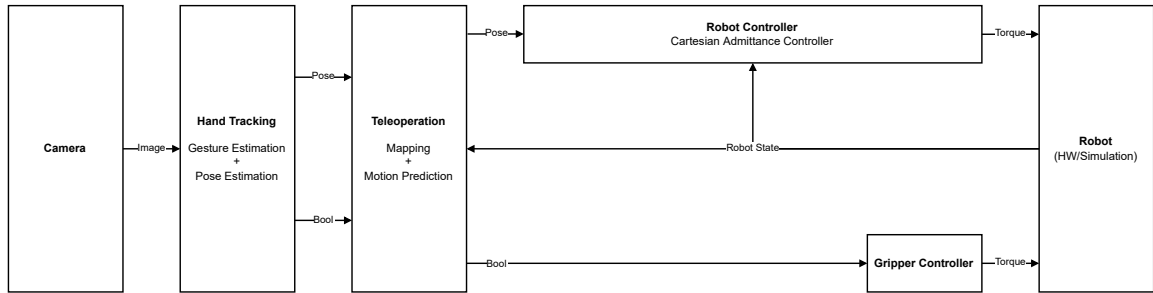 Camera
Image
Hand Tracking
Gesture Estimation
+
Pose Estimation
Pose
Bool
Teleoperation
Mapping
+
Motion Prediction
Pose
Robot Controller
Cartesian Admittance Controller
Torque
Robot State
Bool
Gripper Controller
Torque
Robot
(HW/Simulation)